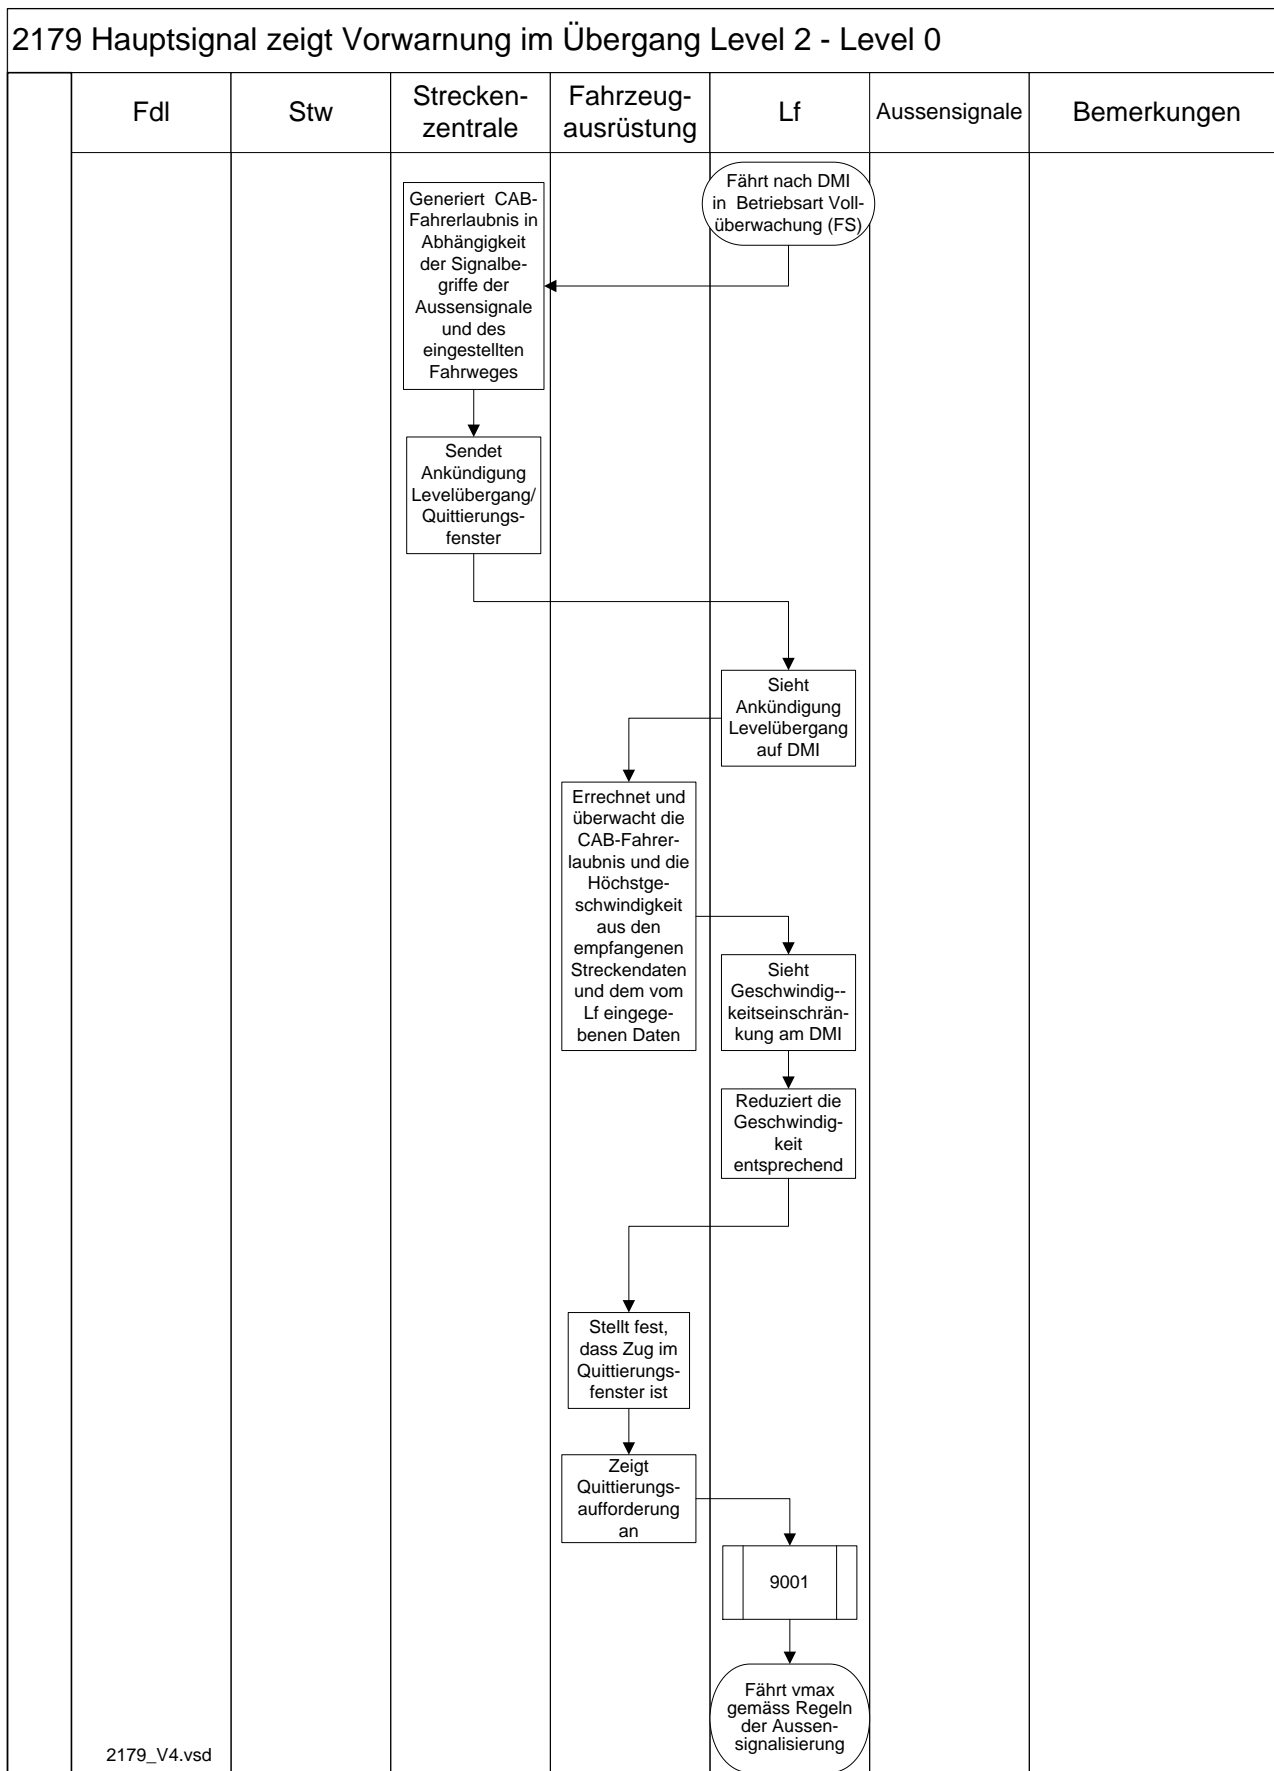 2179 Hauptsignal zeigt Vorwarnung im Übergang Level 2 - Level 0
Fdl
Stw
Strecken-
zentrale
Fahrzeug-
ausrüstung
Lf
Aussensignale
Bemerkungen
Fährt nach DMI
in Betriebsart Voll-
überwachung (FS)
Generiert CAB-
Fahrerlaubnis in
Abhängigkeit
der Signalbe-
griffe der
Aussensignale
und des
eingestellten
Fahrweges
Sendet
Ankündigung
Levelübergang/
Quittierungs-
fenster
Sieht
Ankündigung
Levelübergang
auf DMI
Errechnet und
überwacht die
CAB-Fahrer-
laubnis und die
Höchstge-
schwindigkeit
aus den
empfangenen
Streckendaten
und dem vom
Lf eingege-
benen Daten
Sieht
Geschwindig--
keitseinschrän-
kung am DMI
Reduziert die
Geschwindig-
keit
entsprechend
Stellt fest,
dass Zug im
Quittierungs-
fenster ist
Zeigt
Quittierungs-
aufforderung
an
9001
Fährt vmax
gemäss Regeln
der Aussen-
signalisierung
2179_V4.vsd